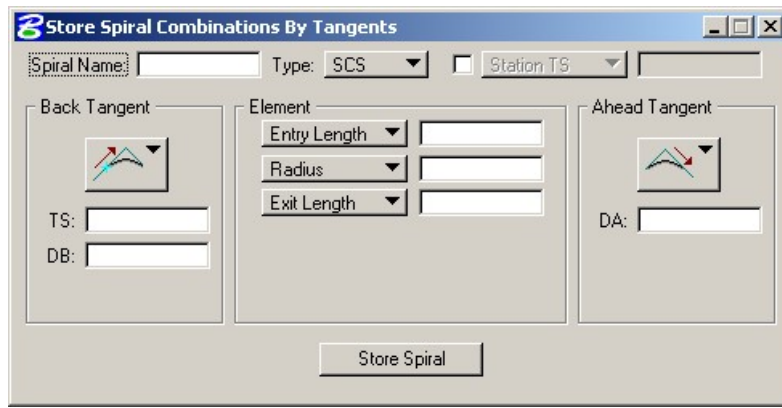 Store Spiral Combinations By Tangents
Spiral Name: Type: SCS Station TS
Back Tangent Element Ahead Tangent
Entry Length
Radius
Exit Length
TS: DA:
DB:
Store Spiral